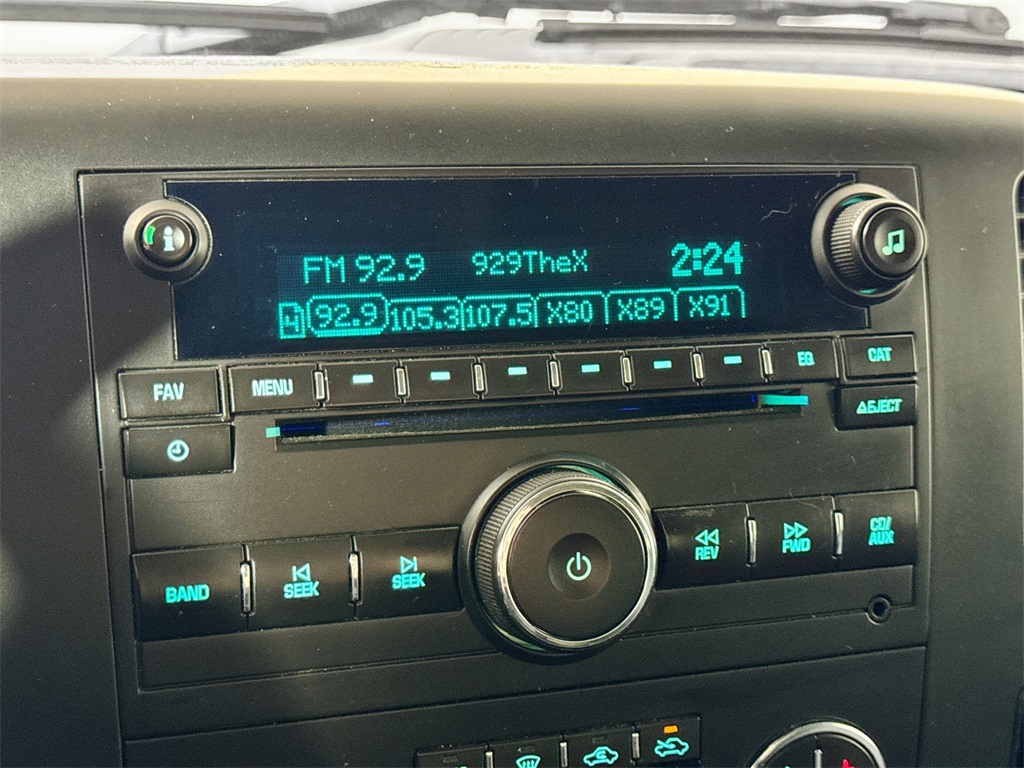 i
FM 92.9 929TheX 2:24
4 92.9 105.3 107.5 X80 X89 X91
FAV MENU EQ CAT
▲EJECT
BAND SEEK SEEK REV FWD CD/
AUX